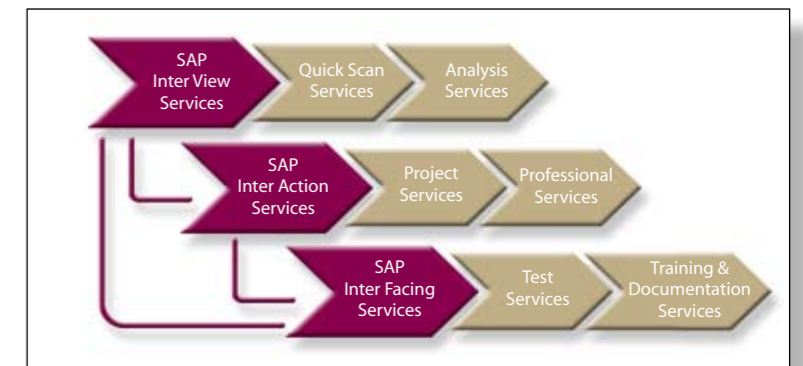 SAP
Inter View
Services
Quick Scan
Services
Analysis
Services
SAP
Inter Action
Services
Project
Services
Professional
Services
SAP
Inter Facing
Services
Test
Services
Training &
Documentation
Services